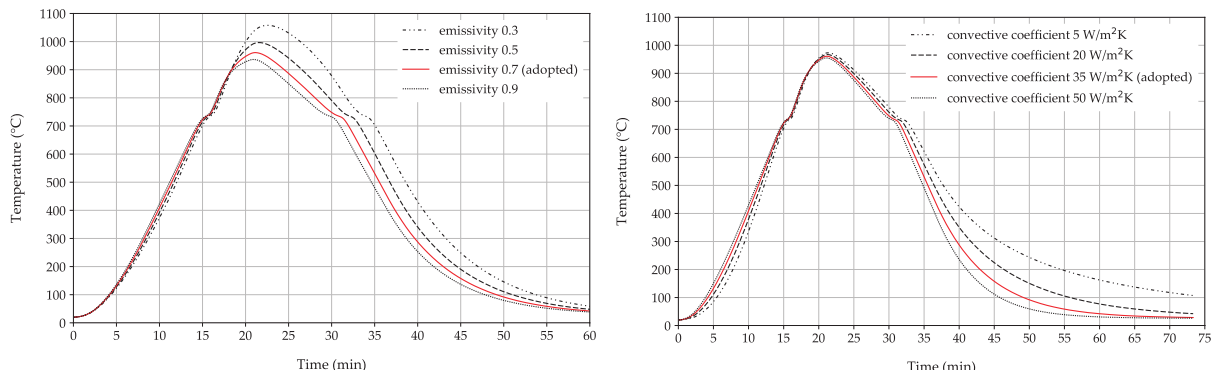 1100
1000
900
800
700
600
500
400
300
200
100
0
Temperature (°C)
0 5 10 15 20 25 30 35 40 45 50 55 60
Time (min)
emissivity 0.3
emissivity 0.5
emissivity 0.7 (adopted)
emissivity 0.9
1100
1000
900
800
700
600
500
400
300
200
100
0
Temperature (°C)
0 5 10 15 20 25 30 35 40 45 50 55 60 65 70 75
Time (min)
convective coefficient 5 W/m²K
convective coefficient 20 W/m²K
convective coefficient 35 W/m²K (adopted)
convective coefficient 50 W/m²K